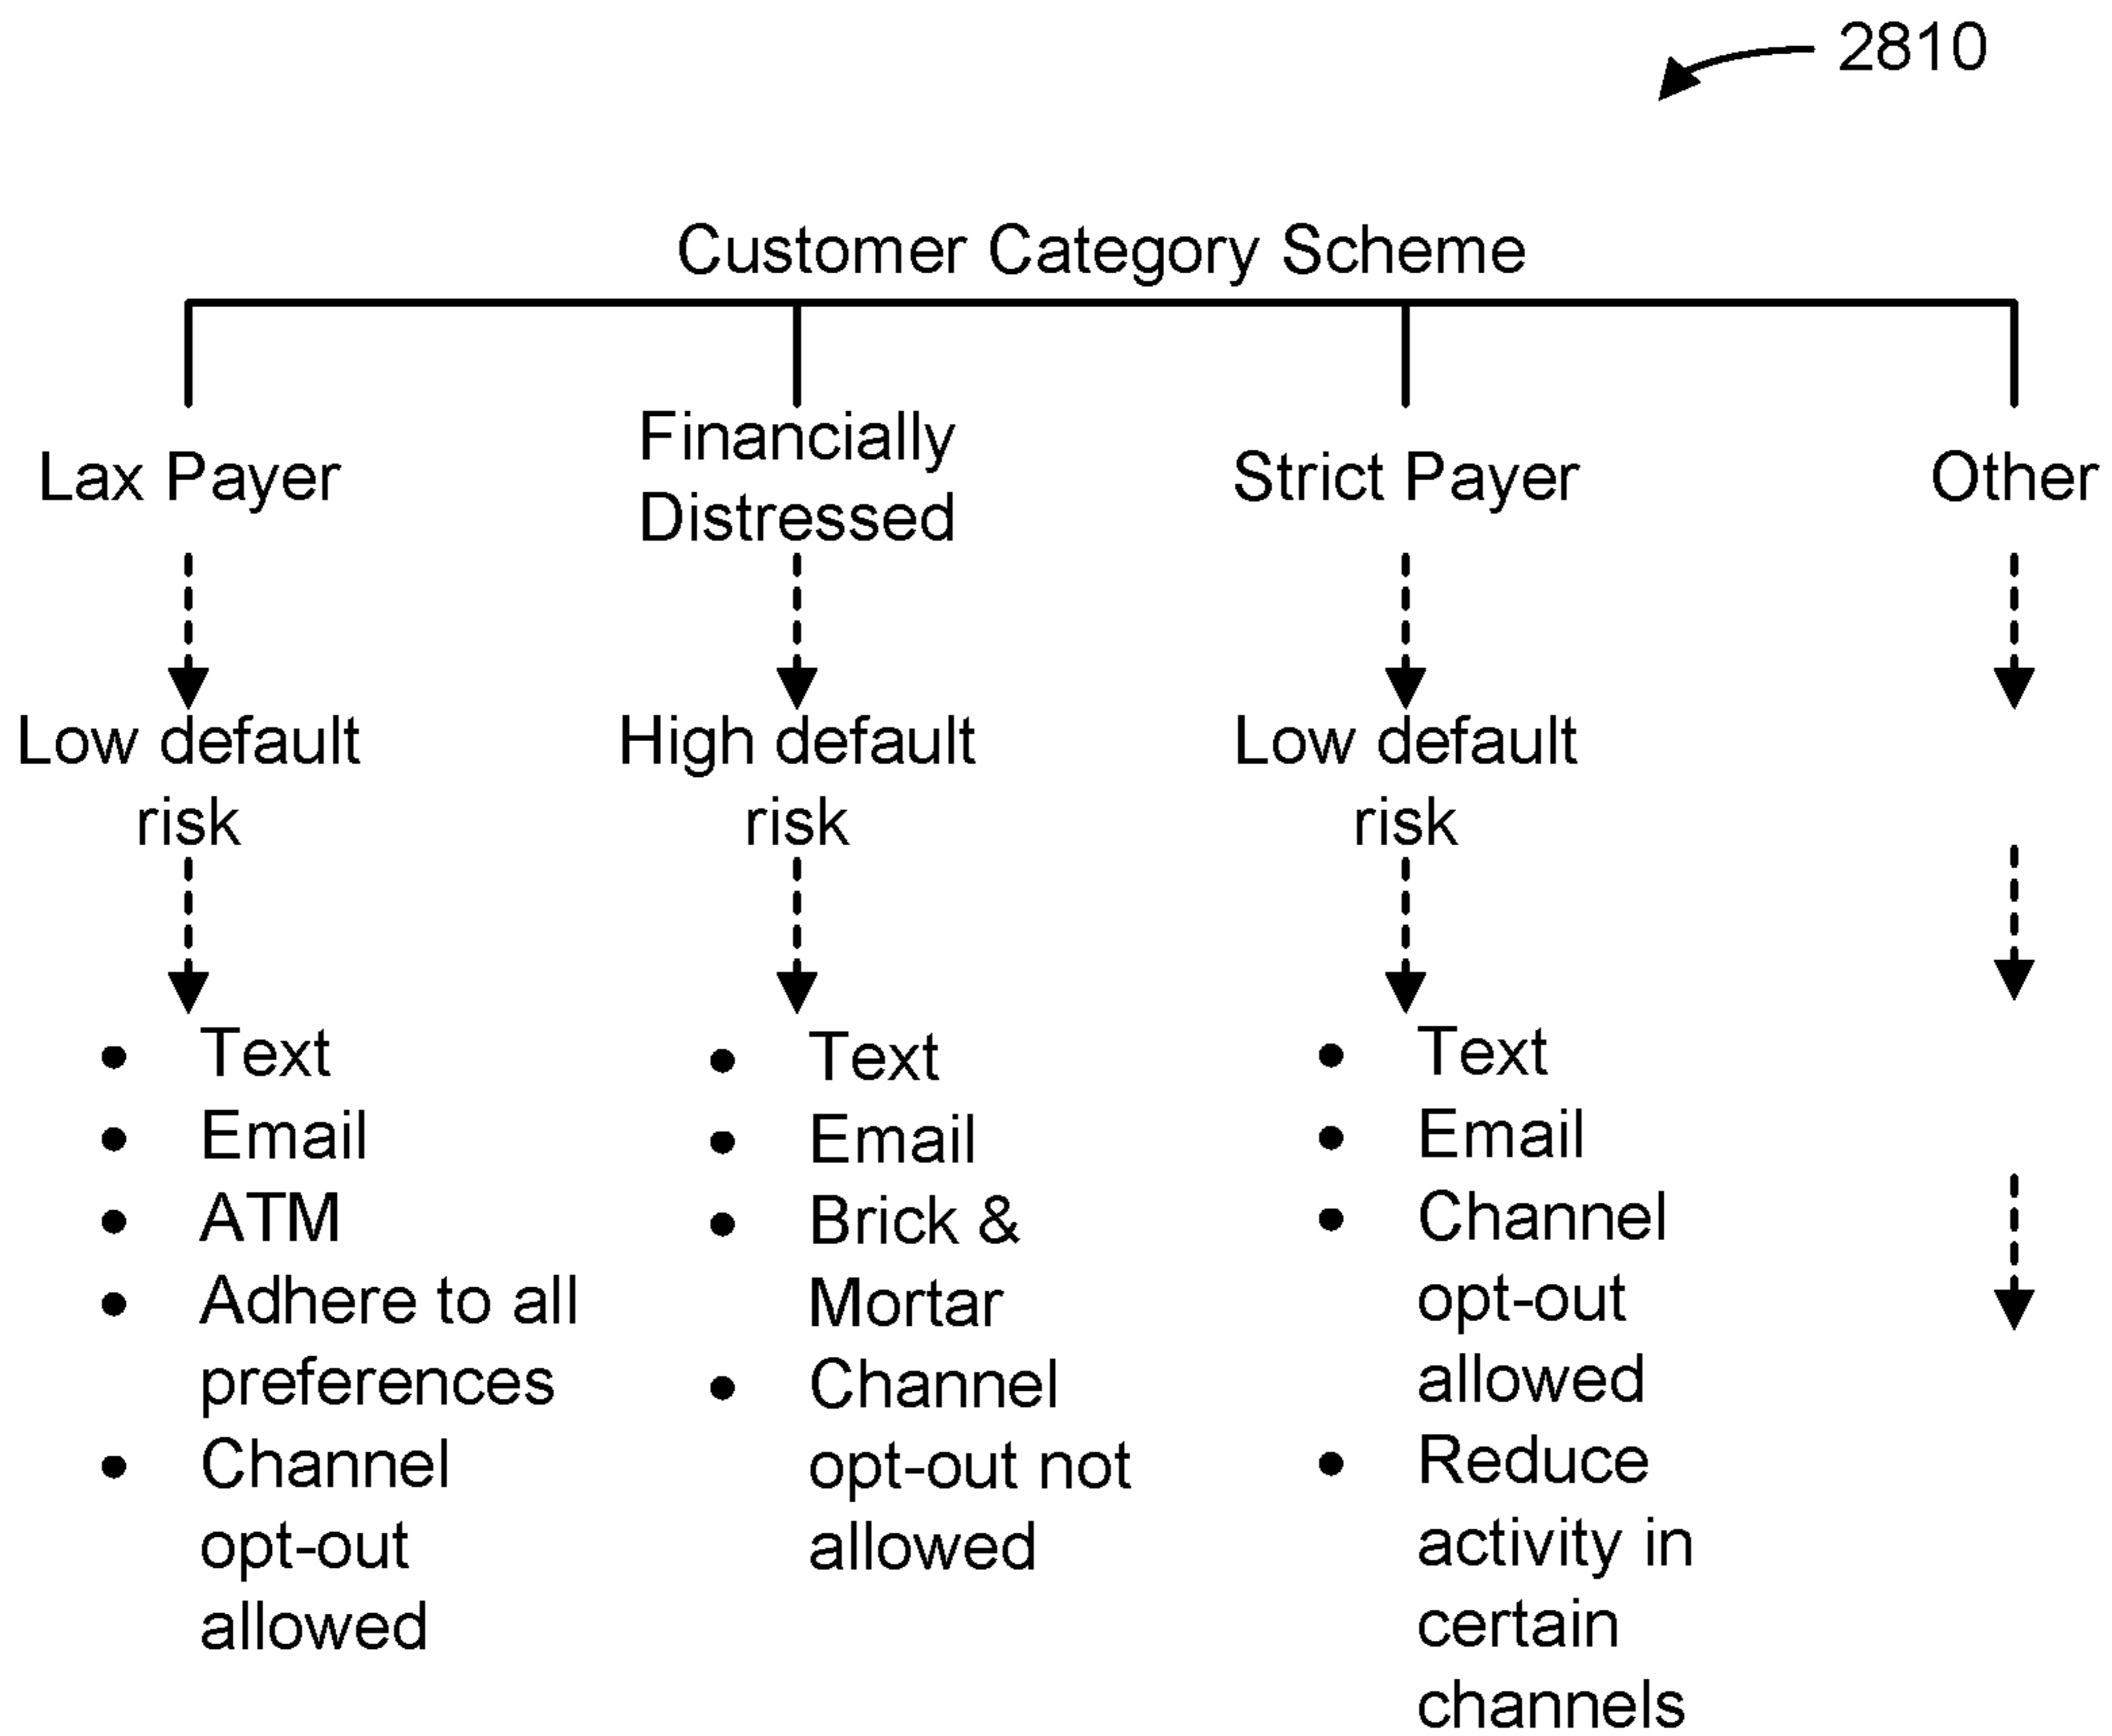 2810
Customer Category Scheme
Lax Payer
Financially
Distressed
Strict Payer
Other
Low default
risk
High default
risk
Low default
risk
• Text
• Email
• ATM
• Adhere to all
preferences
• Channel
opt-out
allowed
• Text
• Email
• Brick &
Mortar
• Channel
opt-out not
allowed
• Text
• Email
• Channel
opt-out
allowed
• Reduce
activity in
certain
channels